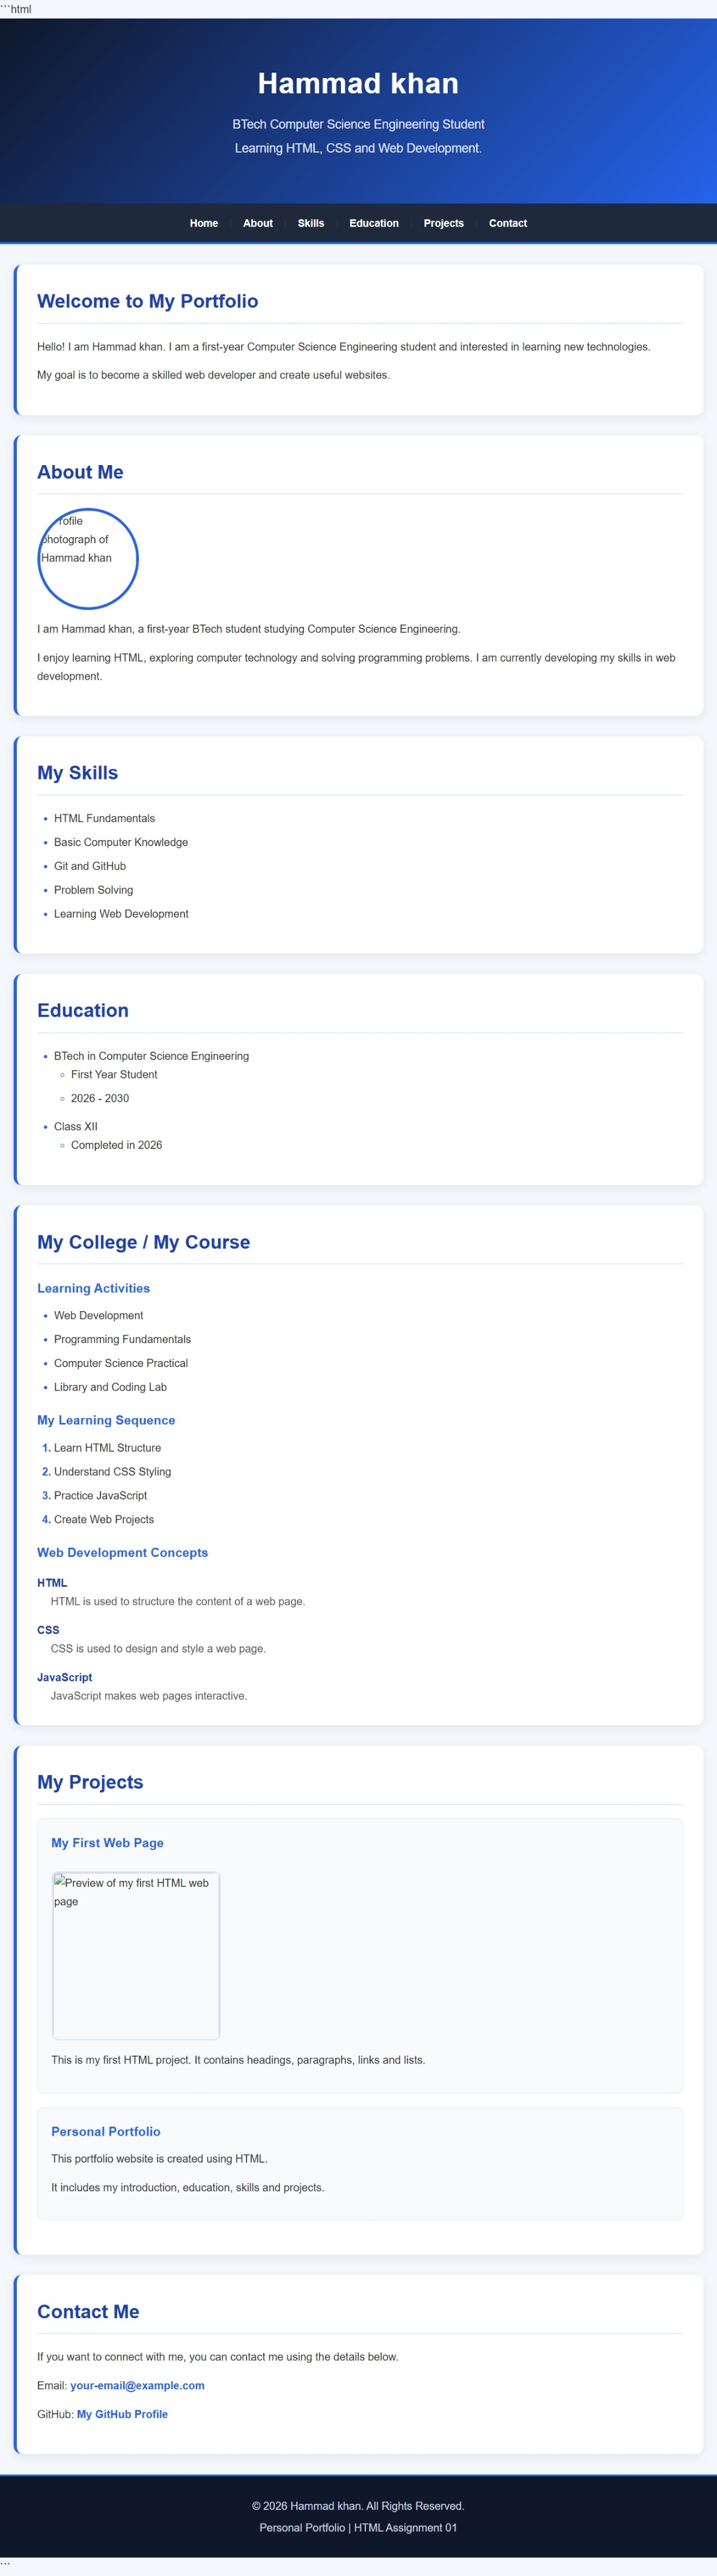 ```html
Hammad khan
BTech Computer Science Engineering Student
Learning HTML, CSS and Web Development.
Home | About | Skills | Education | Projects | Contact
Welcome to My Portfolio
Hello! I am Hammad khan. I am a first-year Computer Science Engineering student and interested in learning new technologies.
My goal is to become a skilled web developer and create useful websites.
About Me
rofile
photograph of
Hammad khan
I am Hammad khan, a first-year BTech student studying Computer Science Engineering.
I enjoy learning HTML, exploring computer technology and solving programming problems. I am currently developing my skills in web
development.
My Skills
HTML Fundamentals
Basic Computer Knowledge
Git and GitHub
Problem Solving
Learning Web Development
Education
BTech in Computer Science Engineering
First Year Student
2026 - 2030
Class XII
Completed in 2026
My College / My Course
Learning Activities
Web Development
Programming Fundamentals
Computer Science Practical
Library and Coding Lab
My Learning Sequence
1. Learn HTML Structure
2. Understand CSS Styling
3. Practice JavaScript
4. Create Web Projects
Web Development Concepts
HTML
HTML is used to structure the content of a web page.
CSS
CSS is used to design and style a web page.
JavaScript
JavaScript makes web pages interactive.
My Projects
My First Web Page
Preview of my first HTML web
page
This is my first HTML project. It contains headings, paragraphs, links and lists.
Personal Portfolio
This portfolio website is created using HTML.
It includes my introduction, education, skills and projects.
Contact Me
If you want to connect with me, you can contact me using the details below.
Email: your-email@example.com
GitHub: My GitHub Profile
© 2026 Hammad khan. All Rights Reserved.
Personal Portfolio | HTML Assignment 01
```